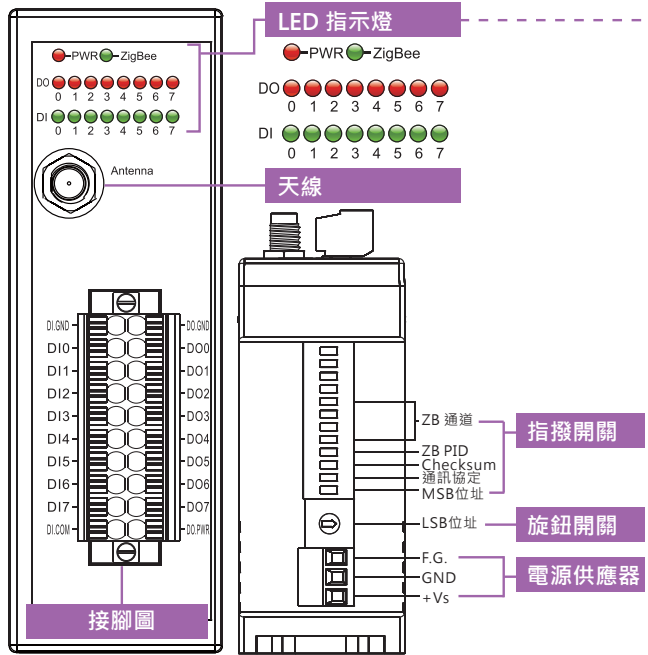 LED 指示燈
PWR ZigBee
DO
0 1 2 3 4 5 6 7
DI
0 1 2 3 4 5 6 7
Antenna
PWR ZigBee
DO
0 1 2 3 4 5 6 7
DI
0 1 2 3 4 5 6 7
天線
DI.GND DO.GND
DI0 DO0
DI1 DO1
DI2 DO2
DI3 DO3
DI4 DO4
DI5 DO5
DI6 DO6
DI7 DO7
DI.COM DO.PWR
接腳圖
ZB 通道
ZB PID
Checksum
通訊協定
MSB位址
指撥開關
LSB位址
旋鈕開關
F.G.
GND
+Vs
電源供應器